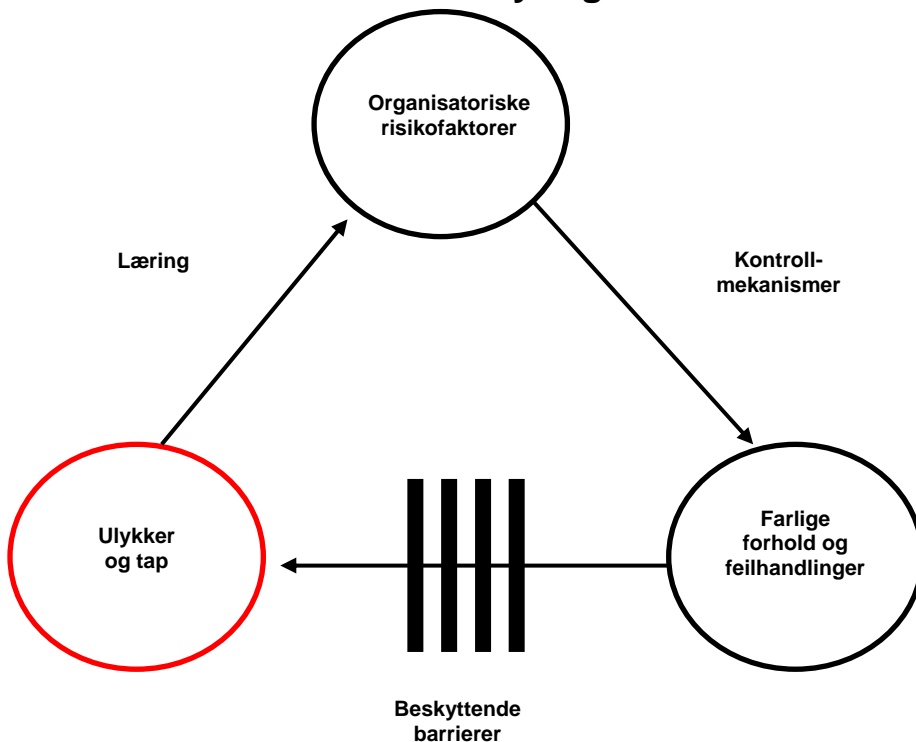 Organisatoriske
risikofaktorer
Læring
Kontroll-
mekanismer
Ulykker
og tap
Farlige
forhold og
feilhandlinger
Beskyttende
barrierer